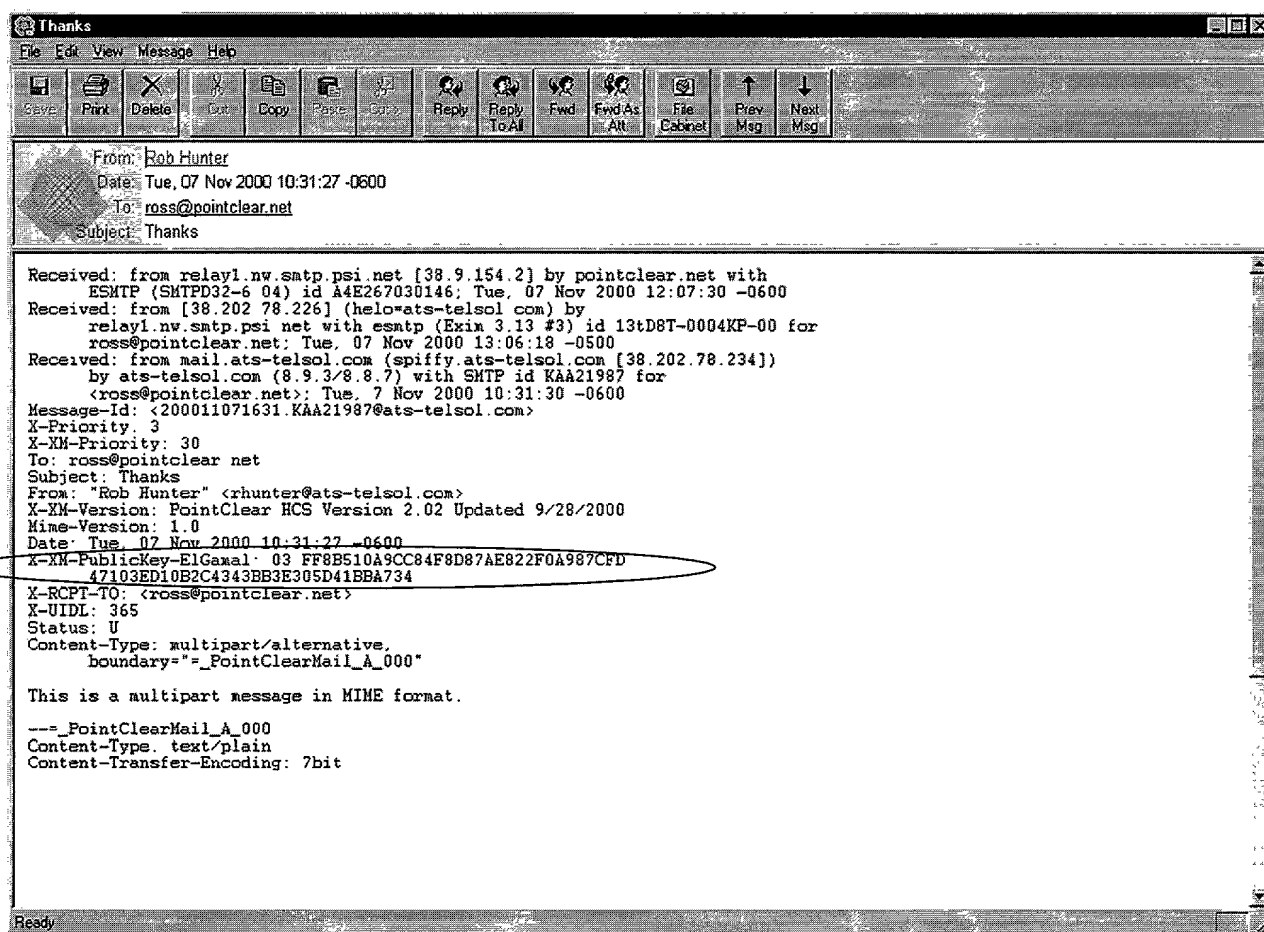 Thanks
File Edit View Message Help
Save Print Delete Cut Copy Paste Reply Reply To All Fwd Fwd As Att File Cabinet Prev Msg Next Msg
From: Rob Hunter
Date: Tue, 07 Nov 2000 10:31:27 -0600
To: ross@pointclear.net
Subject: Thanks
Received: from relay1.nw.smtp.psi.net [38.9.154.2] by pointclear.net with
ESMTP (SMTPD32-6 04) id A4E267030146; Tue, 07 Nov 2000 12:07:30 -0600
Received: from [38.202 78.226] (helo=ats-telsol com) by
relay1.nw.smtp.psi net with esmtp (Exim 3.13 #3) id 13tD8T-0004KP-00 for
ross@pointclear.net; Tue, 07 Nov 2000 13:06:18 -0500
Received: from mail.ats-telsol.com (spiffy.ats-telsol.com [38.202.78.234])
by ats-telsol.com (8.9.3/8.8.7) with SMTP id KAA21987 for
<ross@pointclear.net>; Tue, 7 Nov 2000 10:31:30 -0600
Message-Id: <200011071631.KAA21987@ats-telsol.com>
X-Priority. 3
X-XM-Priority: 30
To: ross@pointclear net
Subject: Thanks
From: "Rob Hunter" <rhunter@ats-telsol.com>
X-XM-Version: PointClear HCS Version 2.02 Updated 9/28/2000
Mime-Version: 1.0
Date: Tue, 07 Nov 2000 10:31:27 -0600
X-XM-PublicKey-ElGamal: 03 FF8B510A9CC84F8D87AE822F0A987CFD
47103ED10B2C4343BB3E305D41BBA734
X-RCPT-TO: <ross@pointclear.net>
X-UIDL: 365
Status: U
Content-Type: multipart/alternative,
boundary="=_PointClearMail_A_000"
This is a multipart message in MIME format.
--=_PointClearMail_A_000
Content-Type. text/plain
Content-Transfer-Encoding: 7bit
Ready